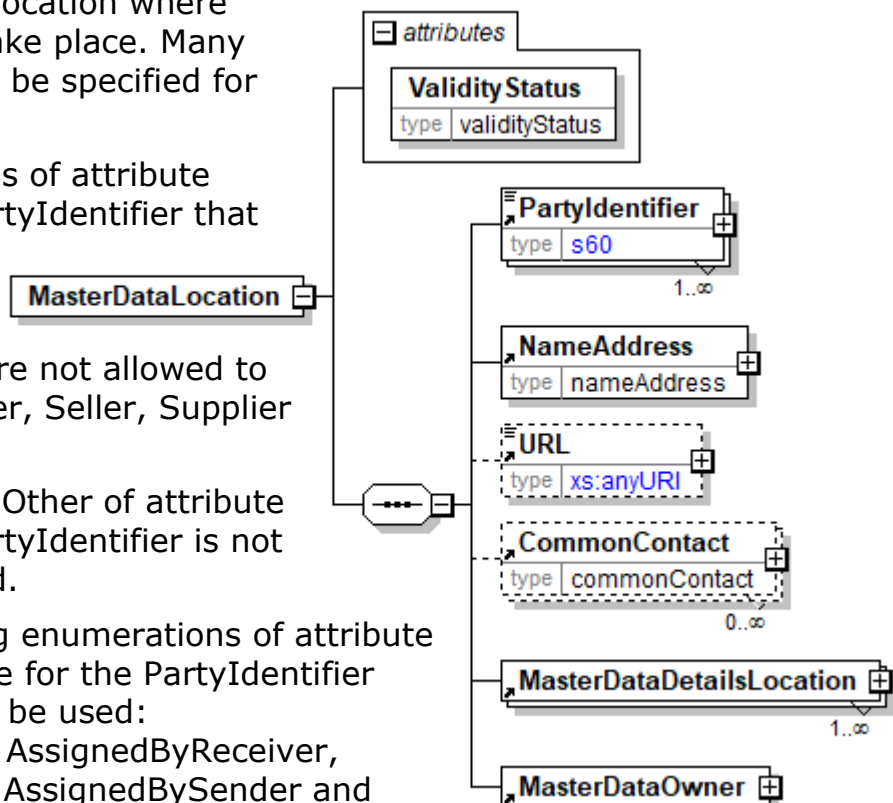 ocation where
ake place. Many
be specified for
s of attribute
rtyIdentifier that
re not allowed to
er, Seller, Supplier
Other of attribute
rtyIdentifier is not
d.
g enumerations of attribute
e for the PartyIdentifier
be used:
AssignedByReceiver,
AssignedBySender and
MasterDataLocation
attributes
ValidityStatus
type validityStatus
PartyIdentifier
type s60
1..∞
NameAddress
type nameAddress
URL
type xs:anyURI
CommonContact
type commonContact
0..∞
MasterDataDetailsLocation
1..∞
MasterDataOwner